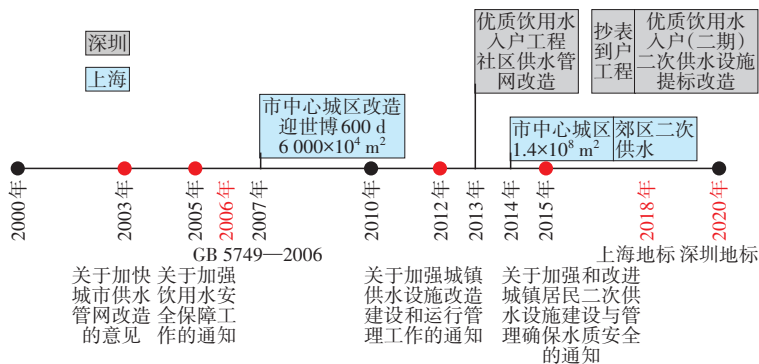 深圳
上海
市中心城区改造
迎世博600 d
6 000×10⁴ m²
优质饮用水
入户工程
社区供水管
网改造
抄表
到户
工程
优质饮用水
入户(二期)
二次供水设施
提标改造
市中心城区
1.4×10⁸ m²
郊区二次
供水
2000年
2003年
2005年
2006年
2007年
2010年
2012年
2013年
2014年
2015年
2018年
2020年
GB 5749—2006
上海地标
深圳地标
关于加快
城市供水
管网改造
的意见
关于加强
饮用水安
全保障工
作的通知
关于加强城镇
供水设施改造
建设和运行管
理工作的通知
关于加强和改进
城镇居民二次供
水设施建设与管
理确保水质安全
的通知